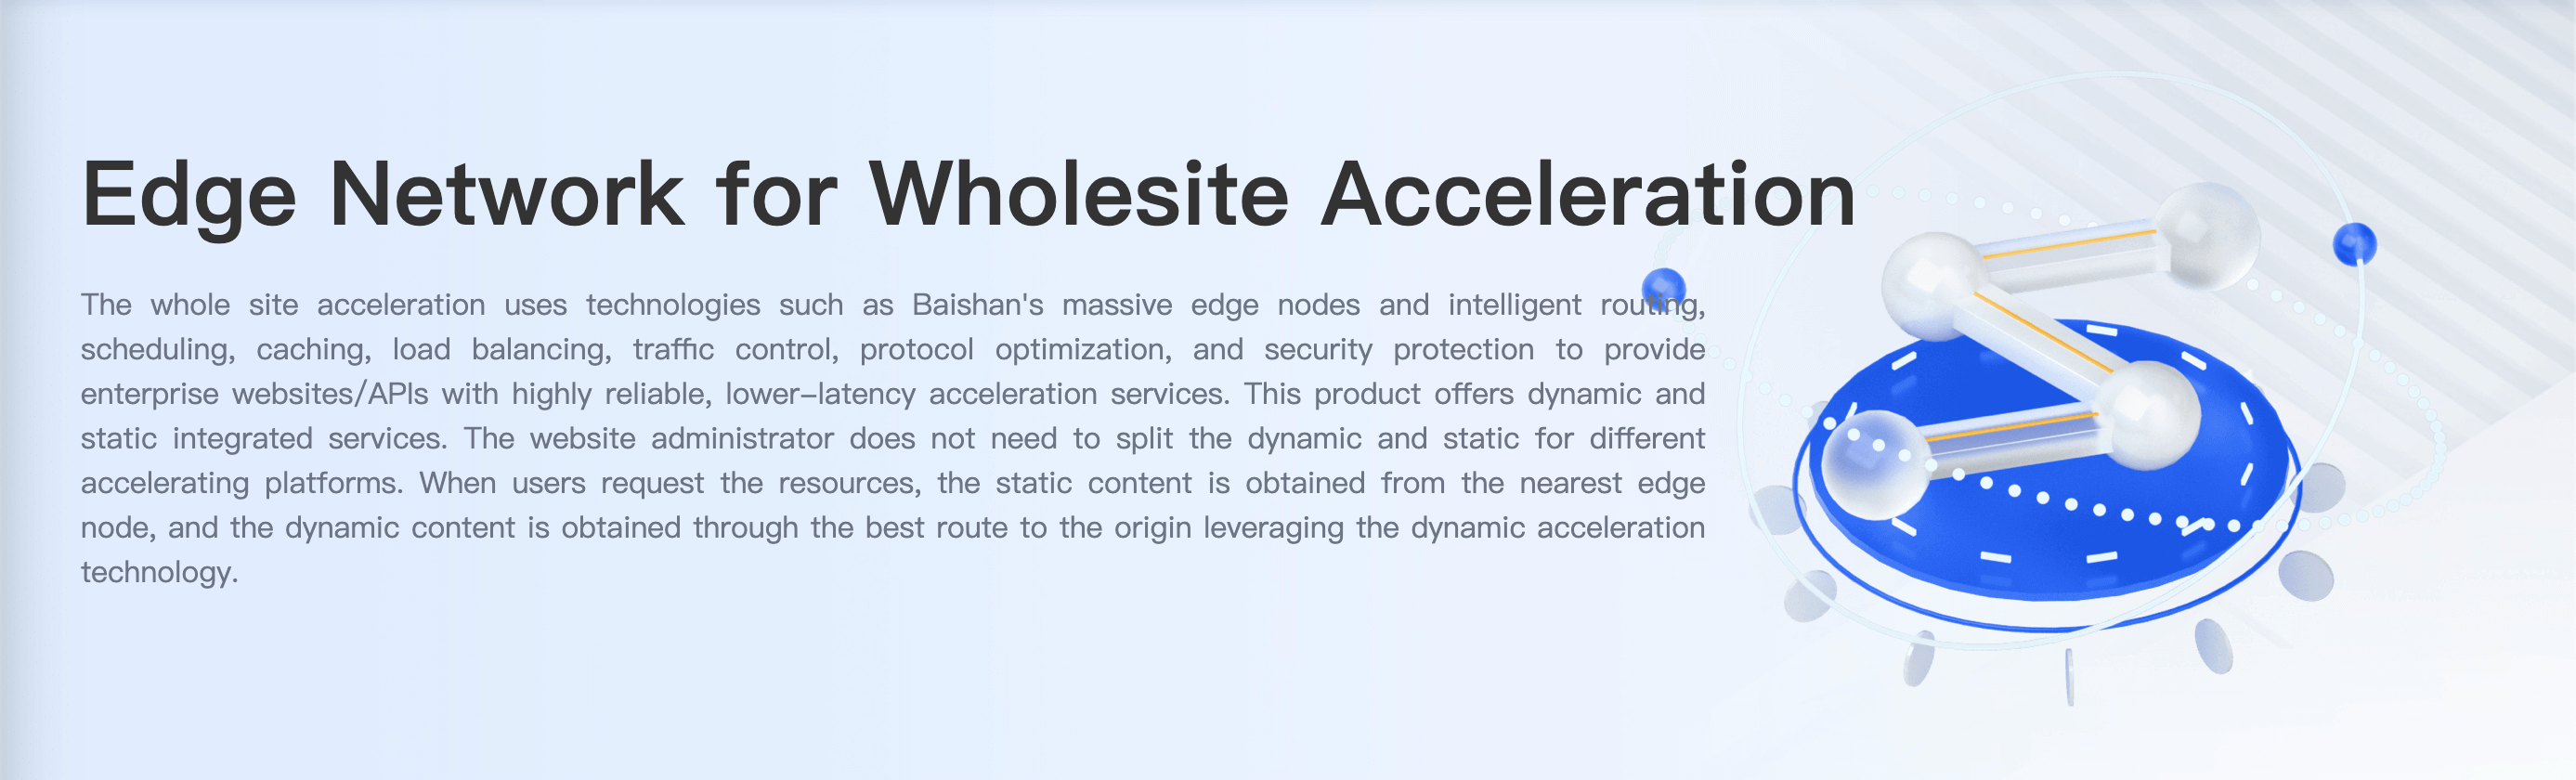 Edge Network for Wholesite Acceleration
The whole site acceleration uses technologies such as Baishan's massive edge nodes and intelligent routing,
scheduling, caching, load balancing, traffic control, protocol optimization, and security protection to provide
enterprise websites/APIs with highly reliable, lower-latency acceleration services. This product offers dynamic and
static integrated services. The website administrator does not need to split the dynamic and static for different
accelerating platforms. When users request the resources, the static content is obtained from the nearest edge
node, and the dynamic content is obtained through the best route to the origin leveraging the dynamic acceleration
technology.